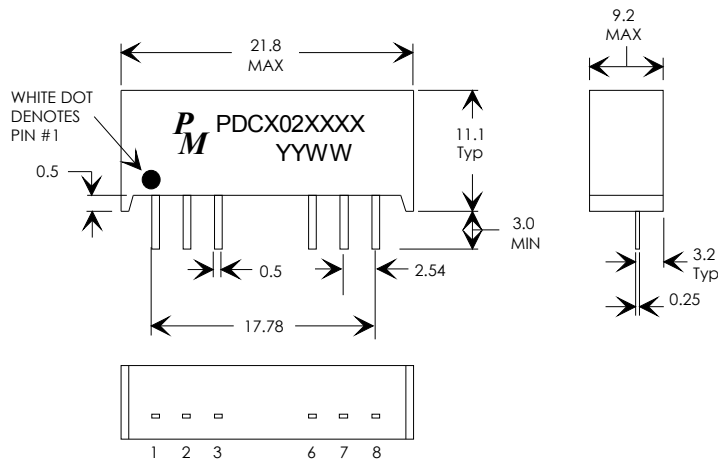 21.8
MAX
9.2
MAX
WHITE DOT
DENOTES
PIN #1
PM PDCX02XXXX
YYWW
11.1
Typ
0.5
3.0
MIN
0.5
2.54
3.2
Typ
0.25
17.78
1 2 3 6 7 8